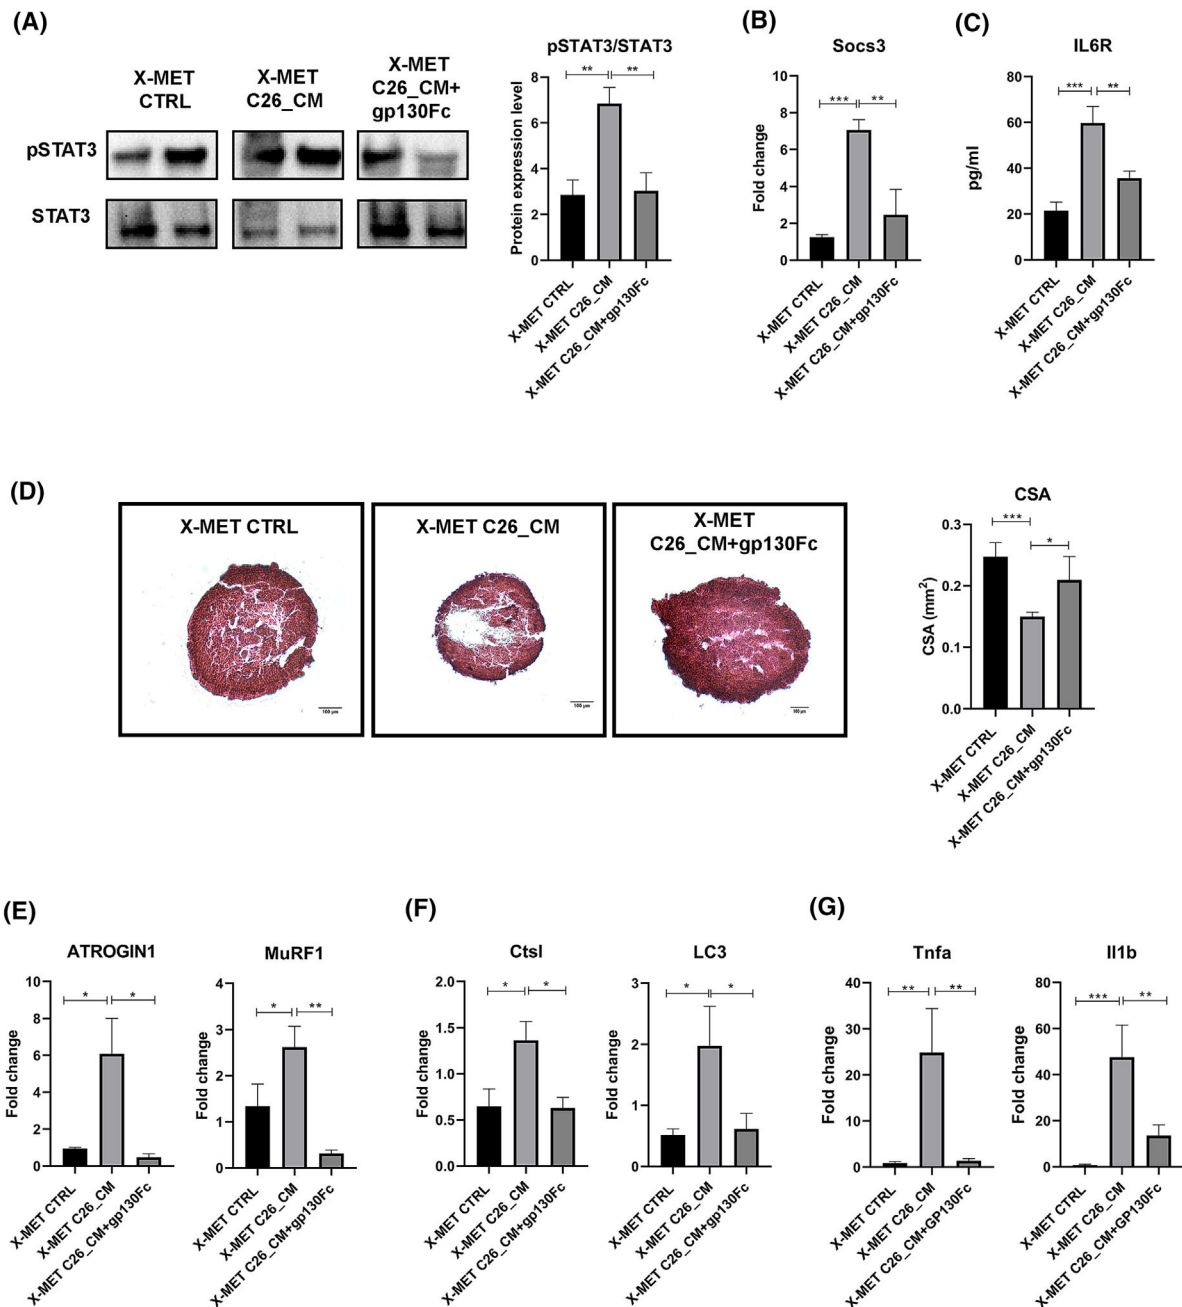 (A)
X-MET
CTRL
X-MET
C26_CM
X-MET
C26_CM+
gp130Fc
pSTAT3
STAT3
pSTAT3/STAT3
Protein expression level
8
6
4
2
0
**
**
X-MET CTRL
X-MET C26_CM
X-MET C26_CM+gp130Fc
(B)
Socs3
Fold change
10
8
6
4
2
0
***
**
X-MET CTRL
X-MET C26_CM
X-MET C26_CM+gp130Fc
(C)
IL6R
pg/ml
80
60
40
20
0
***
**
X-MET CTRL
X-MET C26_CM
X-MET C26_CM+gp130Fc
(D)
X-MET CTRL
100 µm
X-MET C26_CM
100 µm
X-MET
C26_CM+gp130Fc
100 µm
CSA
CSA (mm²)
0.3
0.2
0.1
0.0
***
*
X-MET CTRL
X-MET C26_CM
X-MET C26_CM+gp130Fc
(E)
ATROGIN1
Fold change
10
8
6
4
2
0
*
*
X-MET CTRL
X-MET C26_CM
X-MET C26_CM+gp130Fc
MuRF1
Fold change
4
3
2
1
0
*
**
X-MET CTRL
X-MET C26_CM
X-MET C26_CM+gp130Fc
(F)
Ctsl
Fold change
2.0
1.5
1.0
0.5
0.0
*
*
X-MET CTRL
X-MET C26_CM
X-MET C26_CM+gp130Fc
LC3
Fold change
3
2
1
0
*
*
X-MET CTRL
X-MET C26_CM
X-MET C26_CM+gp130Fc
(G)
Tnfa
Fold change
40
30
20
10
0
**
**
X-MET CTRL
X-MET C26_CM
X-MET C26_CM+GP130Fc
Il1b
Fold change
80
60
40
20
0
***
**
X-MET CTRL
X-MET C26_CM
X-MET C26_CM+gp130Fc